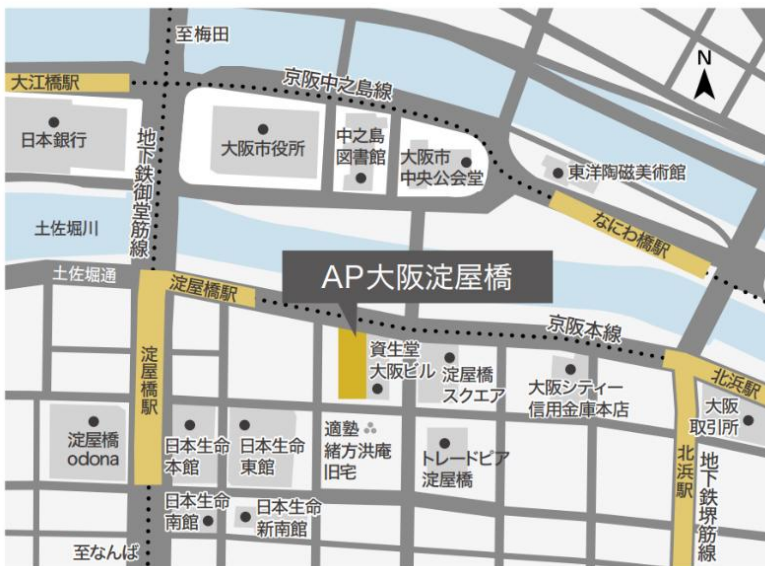 至梅田
N
大江橋駅
京阪中之島線
日本銀行
地下鉄御堂筋線
大阪市役所
中之島
図書館
大阪市
中央公会堂
東洋陶磁美術館
なにわ橋駅
土佐堀川
土佐堀通
淀屋橋駅
AP大阪淀屋橋
京阪本線
北浜駅
淀屋橋駅
資生堂
大阪ビル
淀屋橋
スクエア
大阪シティー
信用金庫本店
大阪
取引所
淀屋橋
odona
日本生命
本館
日本生命
東館
適塾
緒方洪庵
旧宅
トレードピア
淀屋橋
北浜駅
地下鉄堺筋線
日本生命
南館
日本生命
新南館
至なんば